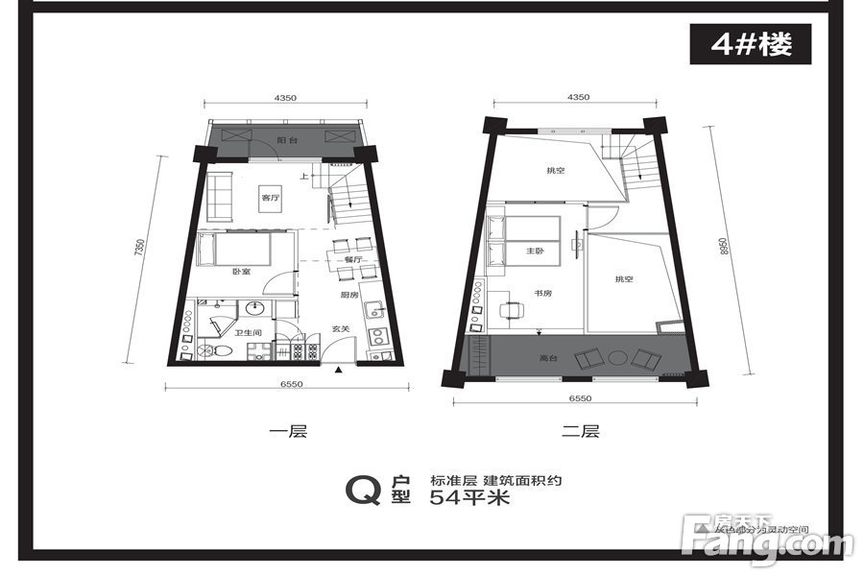 4#楼
4350
4350
阳台
上
客厅
挑空
7350
8950
餐厅
卧室
主卧
挑空
厨房
书房
卫生间
玄关
高台
6550
6550
一层
二层
Q户型
标准层 建筑面积约
54平米
灰色部分为灵动空间
房天下
Fang.com